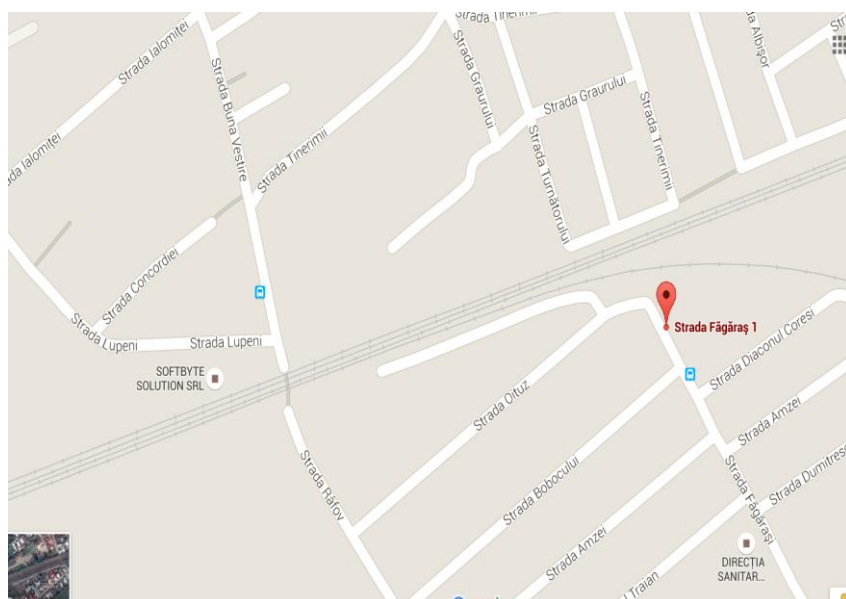 Strada Ialomiței
Strada Tinerimii
Strada Albișor
Strada Ialomiței
Strada Buna Vestire
Strada Graurului
Strada Graurului
Strada Tinerimii
Strada Tinerimii
Strada Turnătorului
Strada Concordiei
Strada Lupeni
Strada Lupeni
Strada Făgăraș 1
SOFTBYTE
SOLUTION SRL
Strada Diaconul Coresi
Strada Oituz
Strada Amzei
Strada Bobocului
Strada Râfov
Strada Făgăraș
Strada Dumitresc
Strada Amzei
DIRECȚIA
SANITAR...
Traian